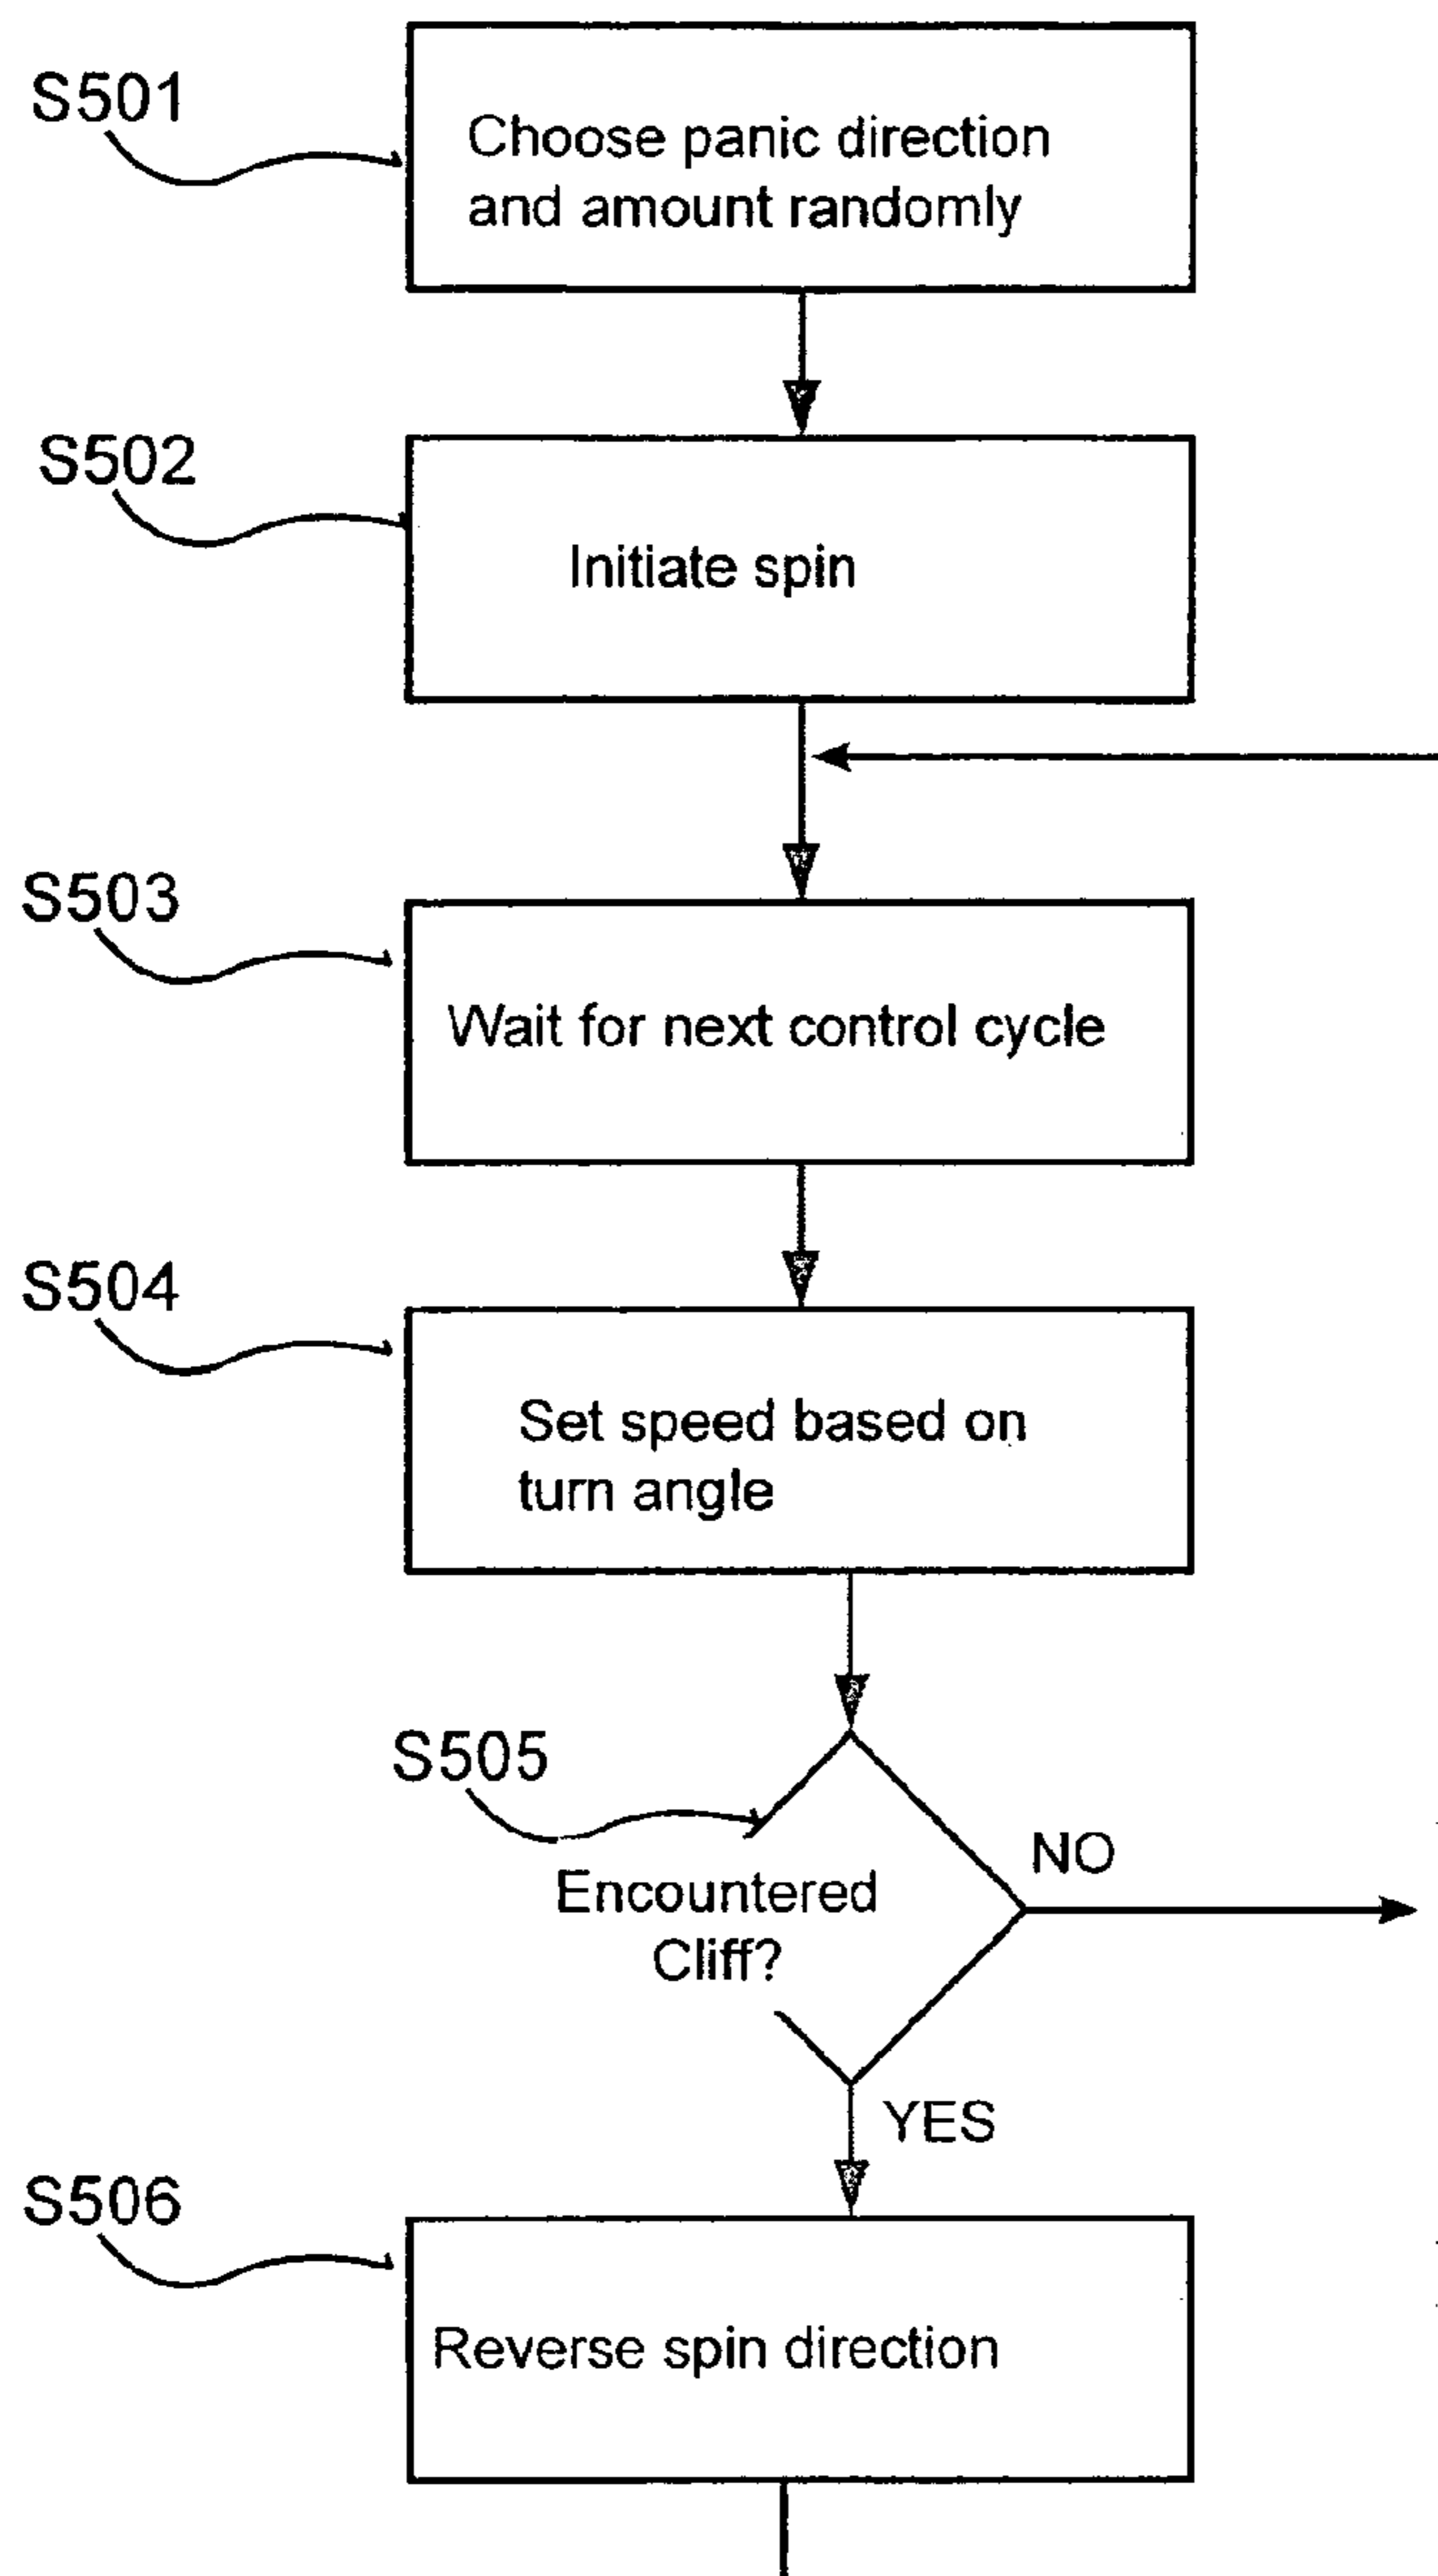 S501
Choose panic direction
and amount randomly
S502
Initiate spin
S503
Wait for next control cycle
S504
Set speed based on
turn angle
S505
Encountered
Cliff?
NO
YES
S506
Reverse spin direction